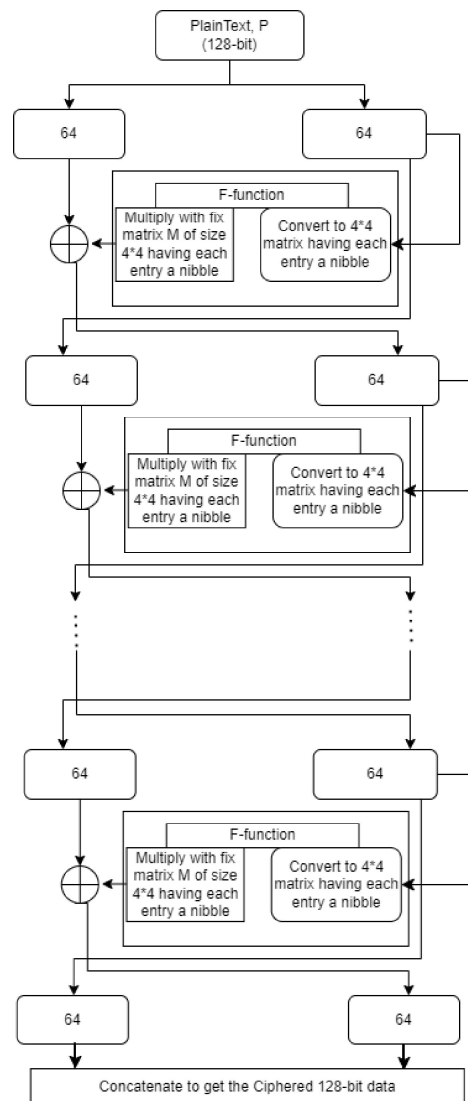 PlainText, P
(128-bit)
64
64
F-function
Multiply with fix
matrix M of size
4*4 having each
entry a nibble
Convert to 4*4
matrix having each
entry a nibble
64
64
F-function
Multiply with fix
matrix M of size
4*4 having each
entry a nibble
Convert to 4*4
matrix having each
entry a nibble
64
64
F-function
Multiply with fix
matrix M of size
4*4 having each
entry a nibble
Convert to 4*4
matrix having each
entry a nibble
64
64
Concatenate to get the Ciphered 128-bit data